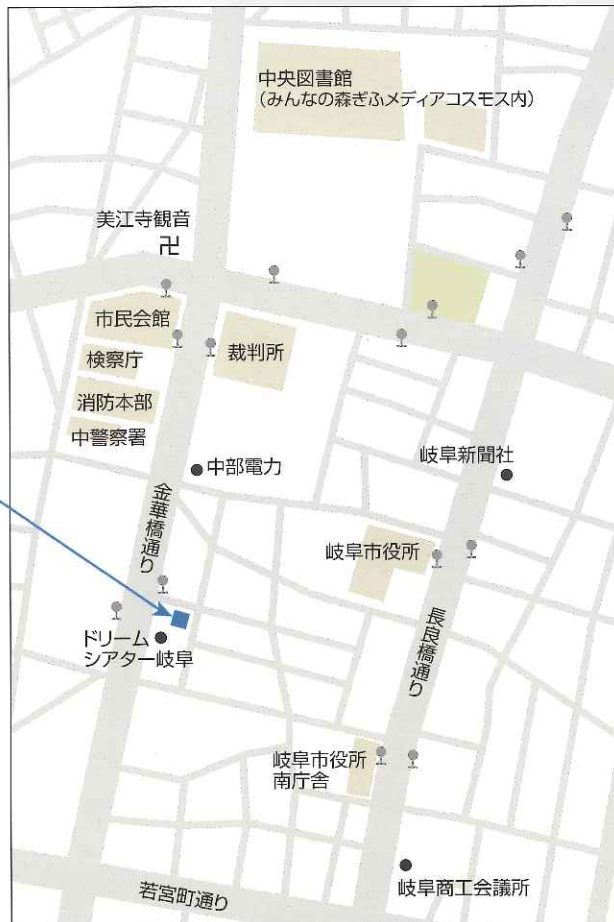 中央図書館
（みんなの森ぎふメディアコスモス内）
美江寺観音
卍
市民会館
裁判所
検察庁
消防本部
中警察署
中部電力
岐阜新聞社
金華橋通り
岐阜市役所
長良橋通り
ドリーム
シアター岐阜
岐阜市役所
南庁舎
岐阜商工会議所
若宮町通り